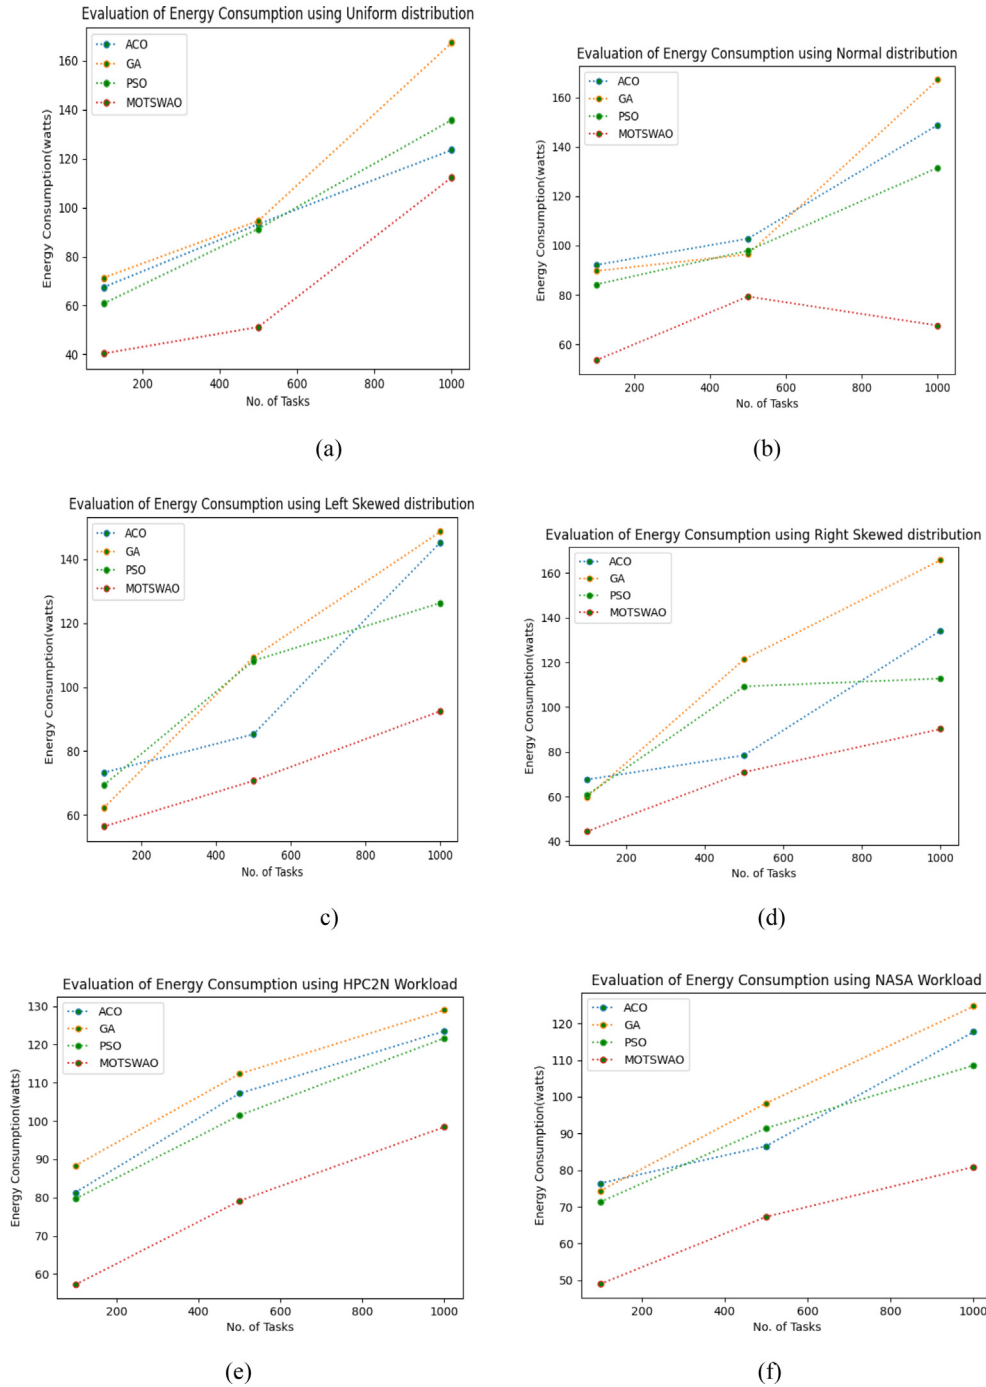 Evaluation of Energy Consumption using Uniform distribution
ACO
GA
PSO
MOTSWAO
160
140
120
100
80
60
40
Energy Consumption(watts)
200
400
600
800
1000
No. of Tasks
(a)
Evaluation of Energy Consumption using Normal distribution
ACO
GA
PSO
MOTSWAO
160
140
120
100
80
60
Energy Consumption(watts)
200
400
600
800
1000
No. of Tasks
(b)
Evaluation of Energy Consumption using Left Skewed distribution
ACO
GA
PSO
MOTSWAO
140
120
100
80
60
Energy Consumption(watts)
200
400
600
800
1000
No. of Tasks
c)
Evaluation of Energy Consumption using Right Skewed distribution
ACO
GA
PSO
MOTSWAO
160
140
120
100
80
60
40
Energy Consumption(watts)
200
400
600
800
1000
No. of Tasks
(d)
Evaluation of Energy Consumption using HPC2N Workload
ACO
GA
PSO
MOTSWAO
130
120
110
100
90
80
70
60
Energy Consumption(watts)
200
400
600
800
1000
No. of Tasks
(e)
Evaluation of Energy Consumption using NASA Workload
ACO
GA
PSO
MOTSWAO
120
110
100
90
80
70
60
50
Energy Consumption(watts)
200
400
600
800
1000
No. of Tasks
(f)